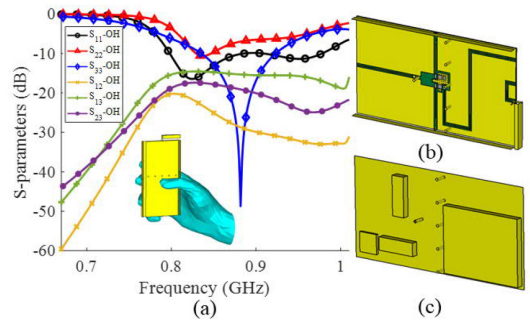 S-parameters (dB)
0
-10
-20
-30
-40
-50
-60
S11-OH
S22-OH
S33-OH
S12-OH
S13-OH
S23-OH
0.7
0.8
0.9
1
Frequency (GHz)
(a)
(b)
(c)